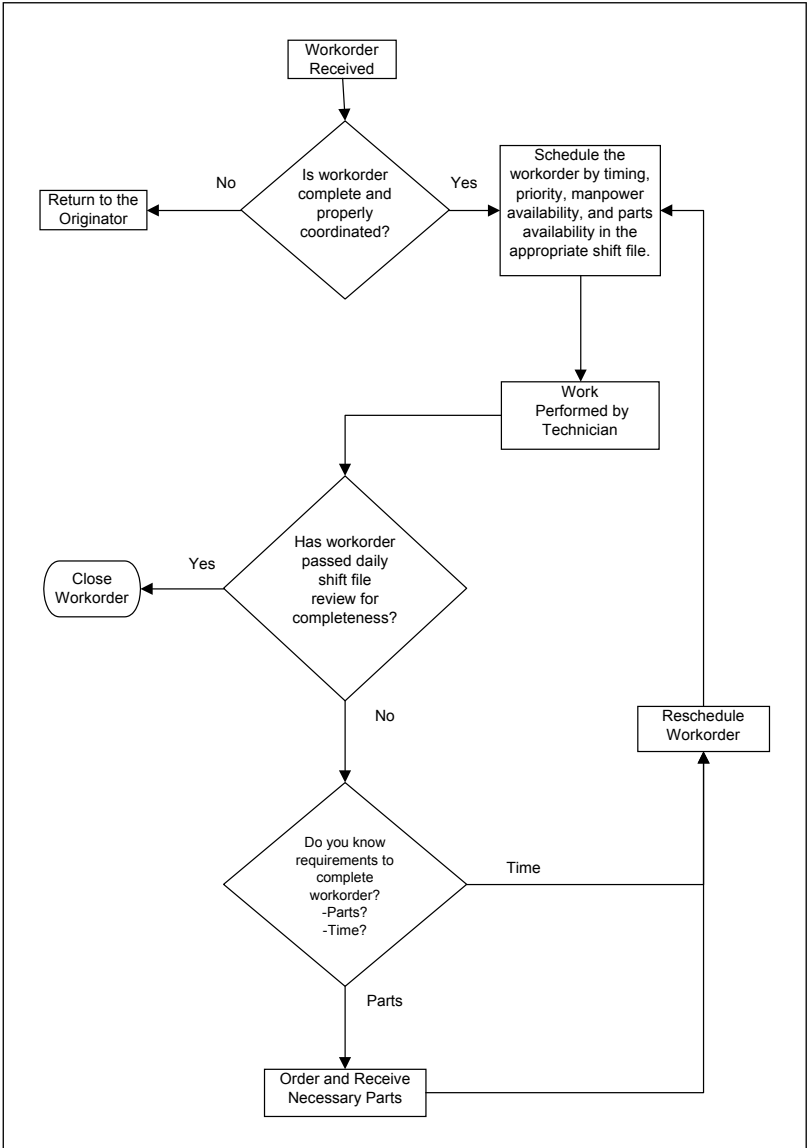 Workorder
Received
Is workorder
complete and
properly
coordinated?
No
Yes
Return to the
Originator
Schedule the
workorder by timing,
priority, manpower
availability, and parts
availability in the
appropriate shift file.
Work
Performed by
Technician
Has workorder
passed daily
shift file
review for
completeness?
Yes
Close
Workorder
No
Reschedule
Workorder
Do you know
requirements to
complete
workorder?
-Parts?
-Time?
Time
Parts
Order and Receive
Necessary Parts